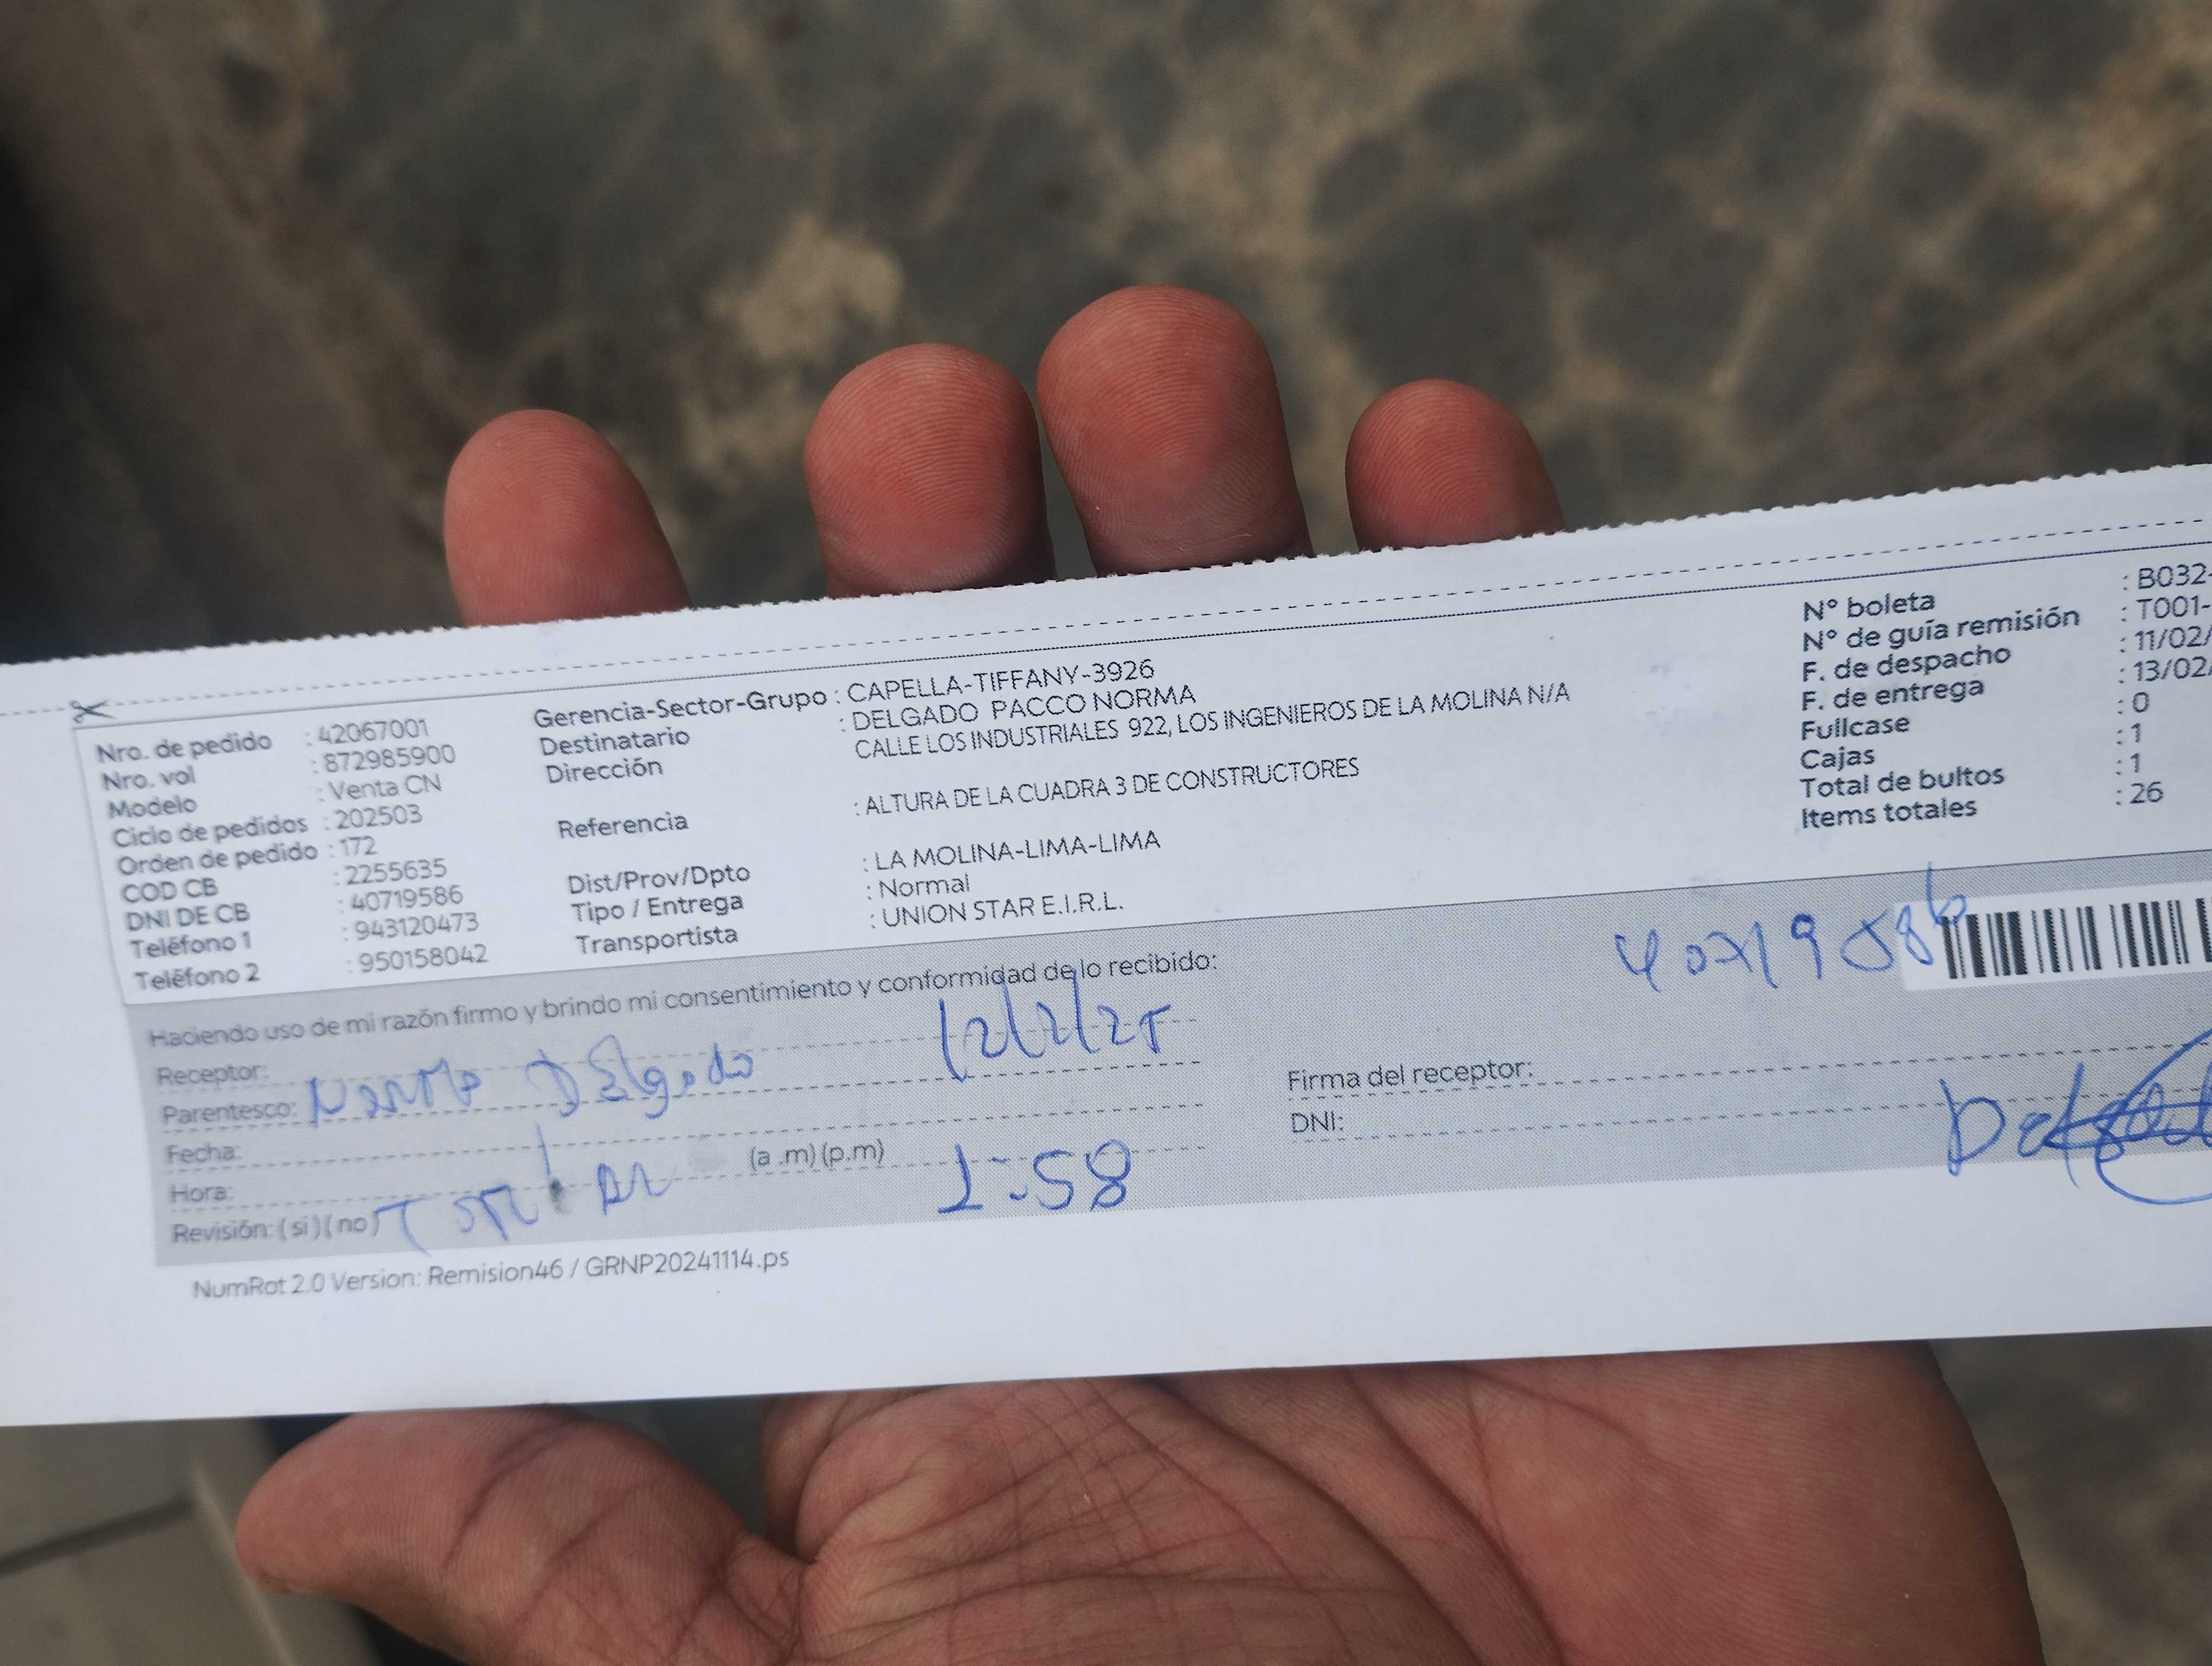 Nro. de pedido : 42067001
Nro. vol : 872985900
Modelo : Venta CN
Ciclo de pedidos : 202503
Orden de pedido : 172
COD CB : 2255635
DNI DE CB : 40719586
Teléfono 1 : 943120473
Teléfono 2 : 950158042
Gerencia-Sector-Grupo : CAPELLA-TIFFANY-3926
Destinatario : DELGADO PACCO NORMA
Dirección CALLE LOS INDUSTRIALES 922, LOS INGENIEROS DE LA MOLINA N/A
Referencia : ALTURA DE LA CUADRA 3 DE CONSTRUCTORES
Dist/Prov/Dpto : LA MOLINA-LIMA-LIMA
Tipo / Entrega : Normal
Transportista : UNION STAR E.I.R.L.
N° boleta : B032-
N° de guía remisión : T001-
F. de despacho : 11/02/
F. de entrega : 13/02/
Fullcase : 0
Cajas : 1
Total de bultos : 1
Items totales : 26
40719586
Haciendo uso de mi razón firmo y brindo mi consentimiento y conformidad de lo recibido:
Receptor: 12/2/25
Parentesco: Norma Delgado
Fecha:
Hora: (a .m) (p.m) 1:58
Revisión: ( si ) ( no )
Firma del receptor:
DNI:
NumRot 2.0 Version: Remision46 / GRNP20241114.ps